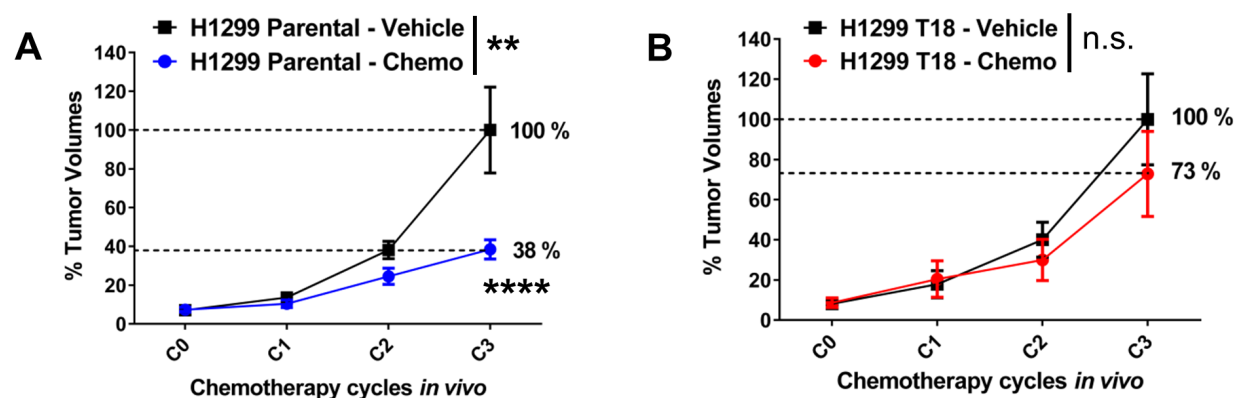 A
H1299 Parental - Vehicle
H1299 Parental - Chemo
**
% Tumor Volumes
140
120
100
80
60
40
20
0
100 %
38 %
****
C0
C1
C2
C3
Chemotherapy cycles in vivo
B
H1299 T18 - Vehicle
H1299 T18 - Chemo
n.s.
% Tumor Volumes
140
120
100
80
60
40
20
0
100 %
73 %
C0
C1
C2
C3
Chemotherapy cycles in vivo